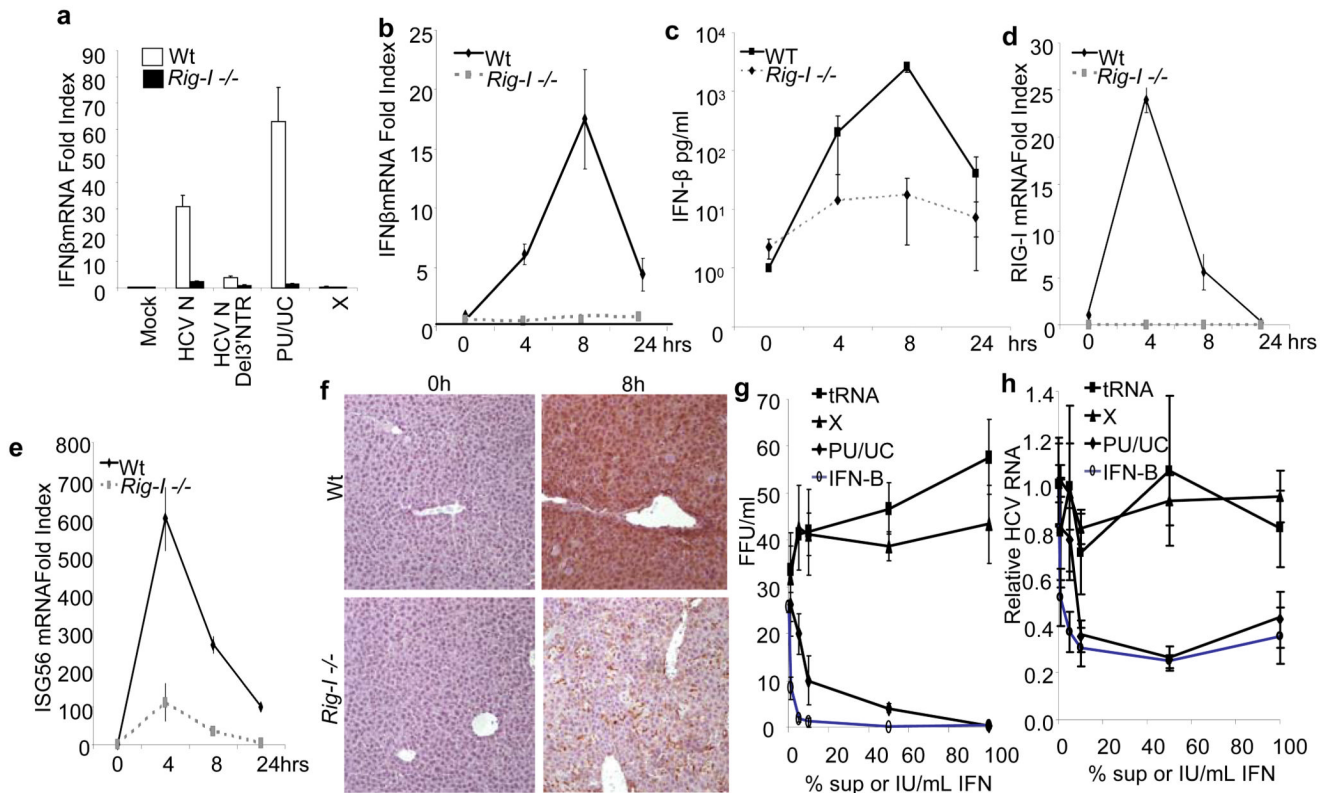 a
IFNβmRNA Fold Index
90
80
70
60
50
40
30
20
10
0
Wt
Rig-I -/-
Mock
HCV N
HCV N
Del3'NTR
PU/UC
X
b
IFNβmRNA Fold Index
25
20
15
10
5
0
Wt
Rig-I -/-
0 4 8 24 hrs
c
IFN-β pg/ml
10⁴
10³
10²
10¹
10⁰
WT
Rig-I -/-
0 4 8 24 hrs
d
RIG-I mRNAFold Index
30
25
20
15
10
5
0
Wt
Rig-I -/-
0 4 8 24 hrs
e
ISG56 mRNAFold Index
800
700
600
500
400
300
200
100
0
Wt
Rig-I -/-
0 4 8 24hrs
f
0h 8h
Wt
Rig-I -/-
g
FFU/ml
70
60
50
40
30
20
10
0
tRNA
X
PU/UC
IFN-B
0 20 40 60 80 100
% sup or IU/mL IFN
h
Relative HCV RNA
1.4
1.2
1.0
0.8
0.6
0.4
0.2
0.0
tRNA
X
PU/UC
IFN-B
0 20 40 60 80 100
% sup or IU/mL IFN